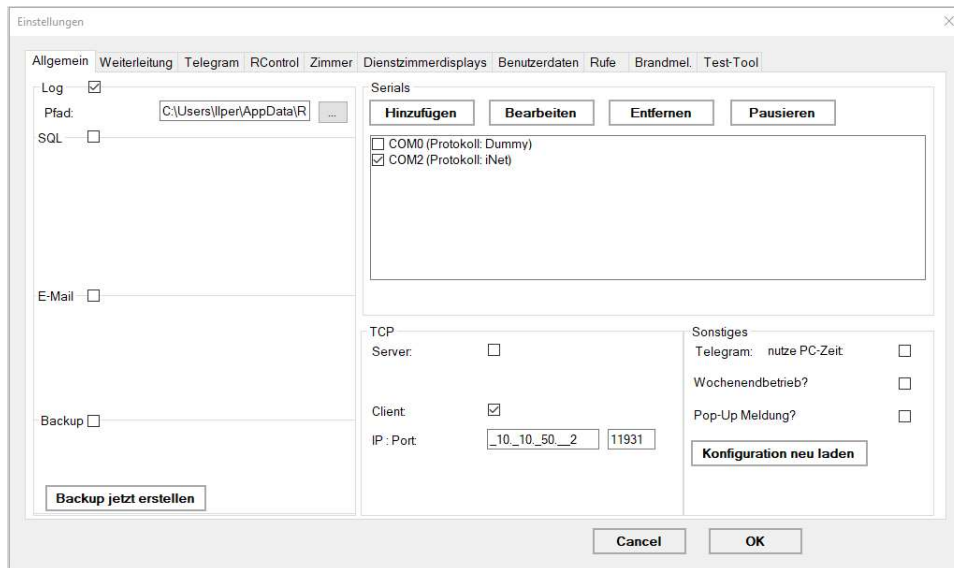 Einstellungen
Allgemein Weiterleitung Telegram RControl Zimmer Dienstzimmerdisplays Benutzerdaten Rufe Brandmel. Test-Tool
Log
Pfad: C:\Users\Ilper\AppData\R ...
SQL
E-Mail
Backup
Backup jetzt erstellen
Serials
Hinzufügen Bearbeiten Entfernen Pausieren
COM0 (Protokoll: Dummy)
COM2 (Protokoll: iNet)
TCP
Server:
Client:
IP : Port: _10._10._50.__2 11931
Sonstiges
Telegram: nutze PC-Zeit:
Wochenendbetrieb?
Pop-Up Meldung?
Konfiguration neu laden
Cancel OK